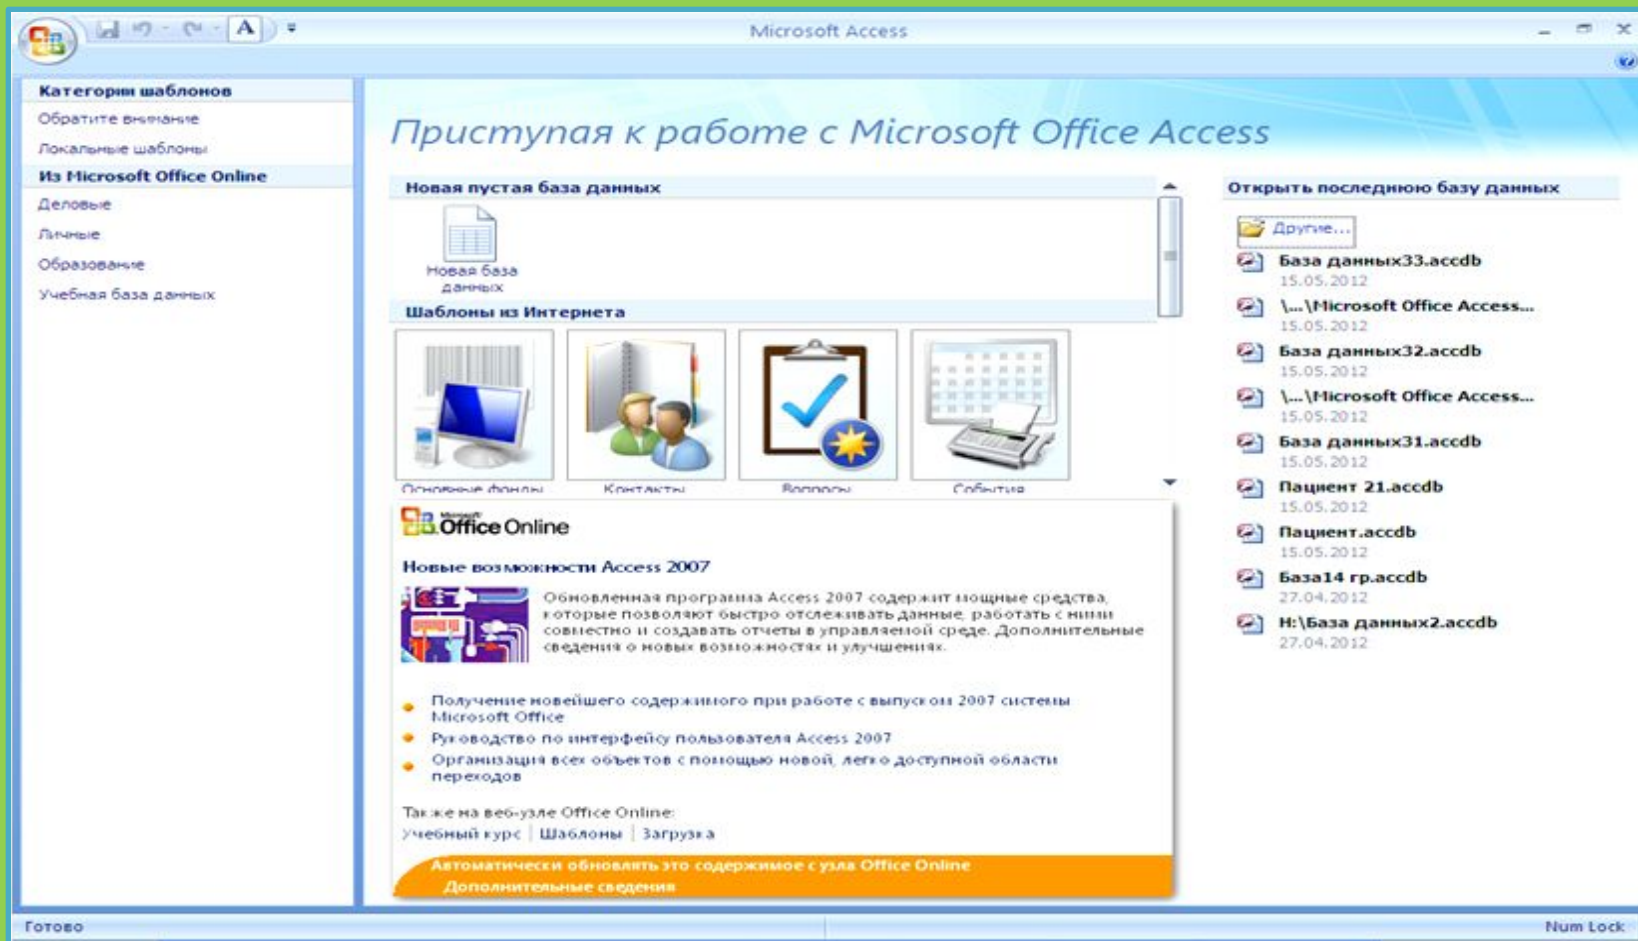 A
Microsoft Access
Категории шаблонов
Обратите внимание
Локальные шаблоны
Из Microsoft Office Online
Деловые
Личные
Образование
Учебная база данных
Приступая к работе с Microsoft Office Access
Новая пустая база данных
Новая база
данных
Шаблоны из Интернета
Основные фонды
Контакты
Вопросы
События
Microsoft
Office Online
Новые возможности Access 2007
Обновленная программа Access 2007 содержит мощные средства,
которые позволяют быстро отслеживать данные, работать с ними
совместно и создавать отчеты в управляемой среде. Дополнительные
сведения о новых возможностях и улучшениях.
Получение новейшего содержимого при работе с выпуском 2007 системы
Microsoft Office
Руководство по интерфейсу пользователя Access 2007
Организация всех объектов с помощью новой, легко доступной области
переходов
Также на веб-узле Office Online:
Учебный курс | Шаблоны | Загрузка
Автоматически обновлять это содержимое с узла Office Online
Дополнительные сведения
Открыть последнюю базу данных
Другие...
База данных33.accdb
15.05.2012
\...\Microsoft Office Access...
15.05.2012
База данных32.accdb
15.05.2012
\...\Microsoft Office Access...
15.05.2012
База данных31.accdb
15.05.2012
Пациент 21.accdb
15.05.2012
Пациент.accdb
15.05.2012
База14 гр.accdb
27.04.2012
H:\База данных2.accdb
27.04.2012
Готово
Num Lock